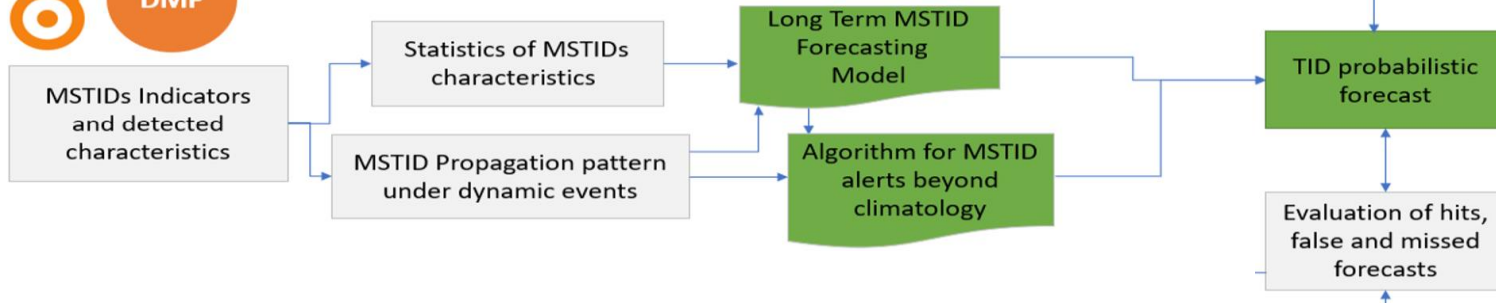 DMP
Statistics of MSTIDs
characteristics
MSTIDs Indicators
and detected
characteristics
MSTID Propagation pattern
under dynamic events
Long Term MSTID
Forecasting
Model
Algorithm for MSTID
alerts beyond
climatology
TID probabilistic
forecast
Evaluation of hits,
false and missed
forecasts